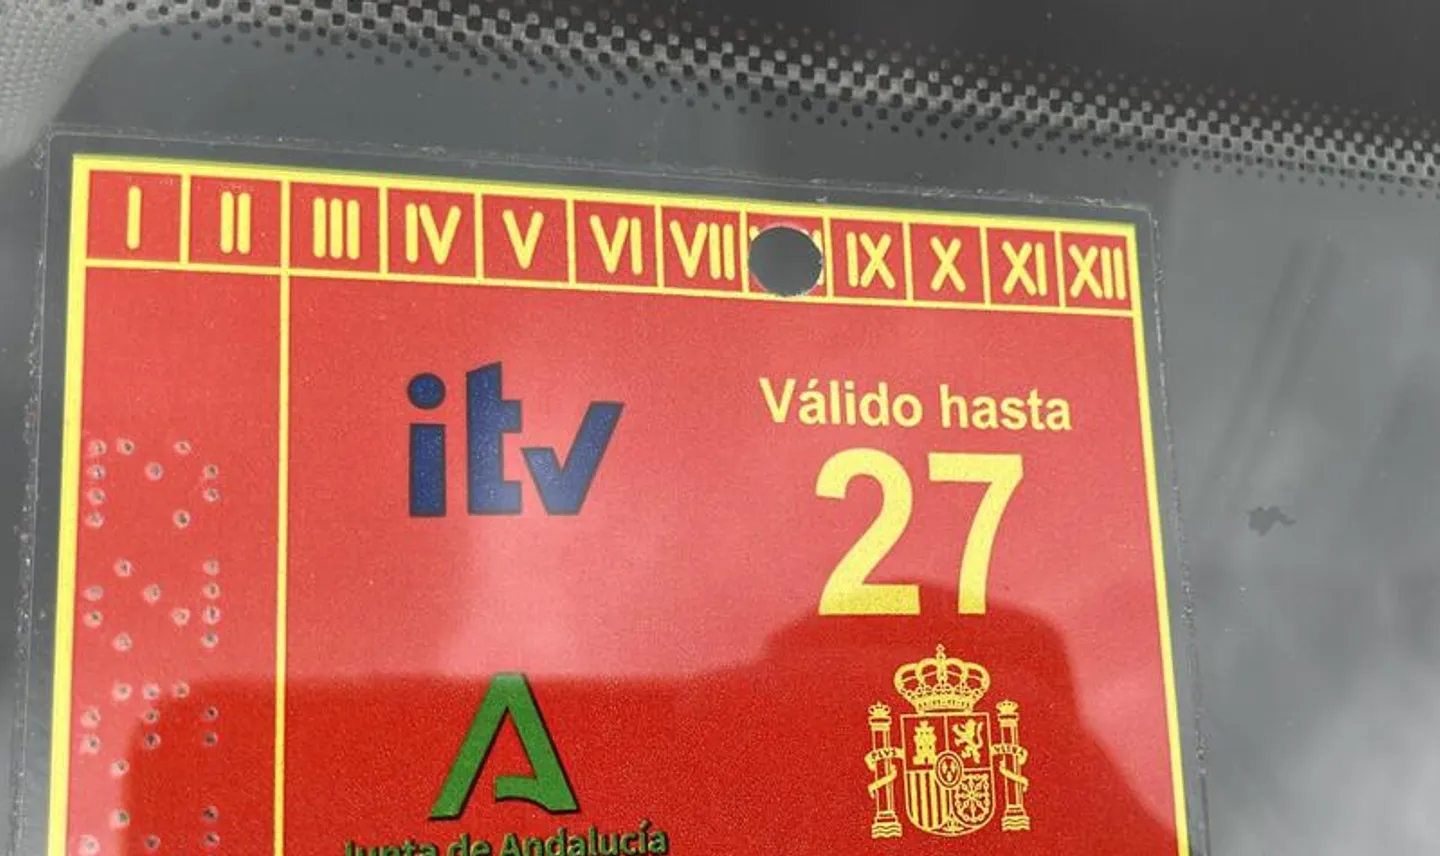 I II III IV V VI VII IX X XI XII
itv
Válido hasta
27
Junta de Andalucía